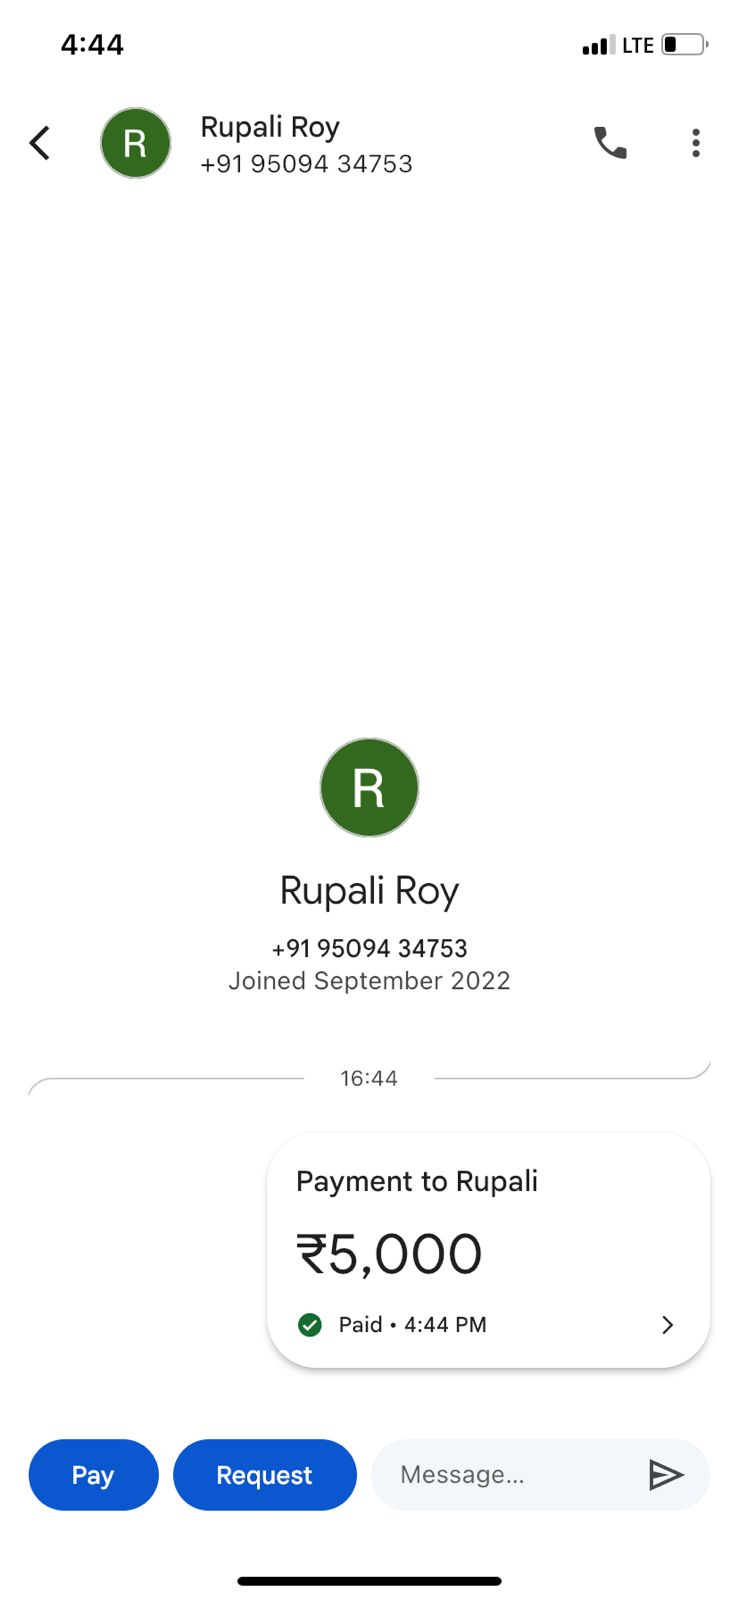 4:44
LTE
R
Rupali Roy
+91 95094 34753
R
Rupali Roy
+91 95094 34753
Joined September 2022
16:44
Payment to Rupali
₹5,000
Paid • 4:44 PM
Pay
Request
Message...